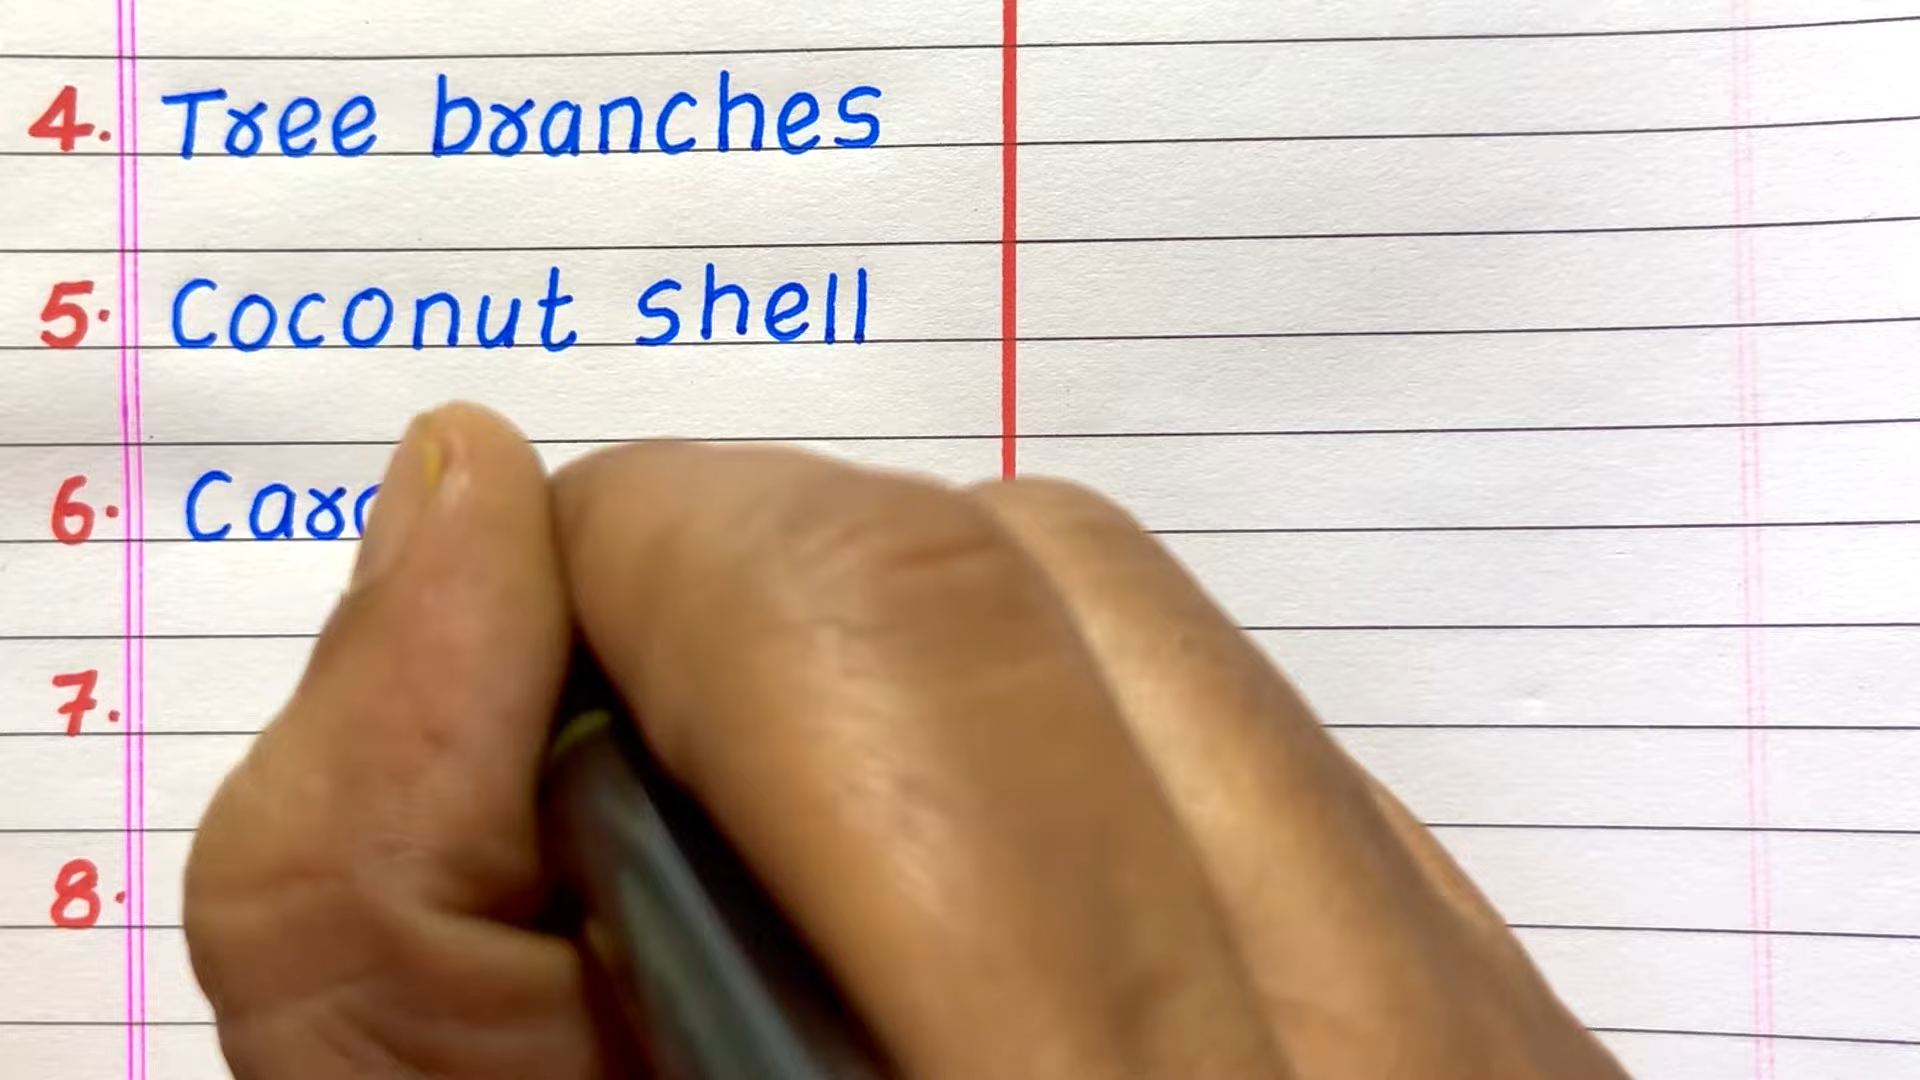 4. Tree branches
5. Coconut shell
6.
7.
8.